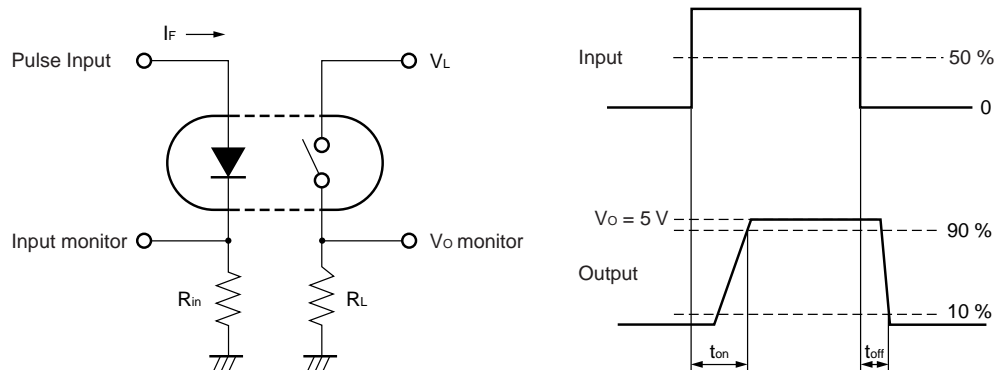 IF
Pulse Input
VL
Input monitor
VO monitor
Rin
RL
Input
50 %
0
VO = 5 V
90 %
Output
10 %
ton
toff